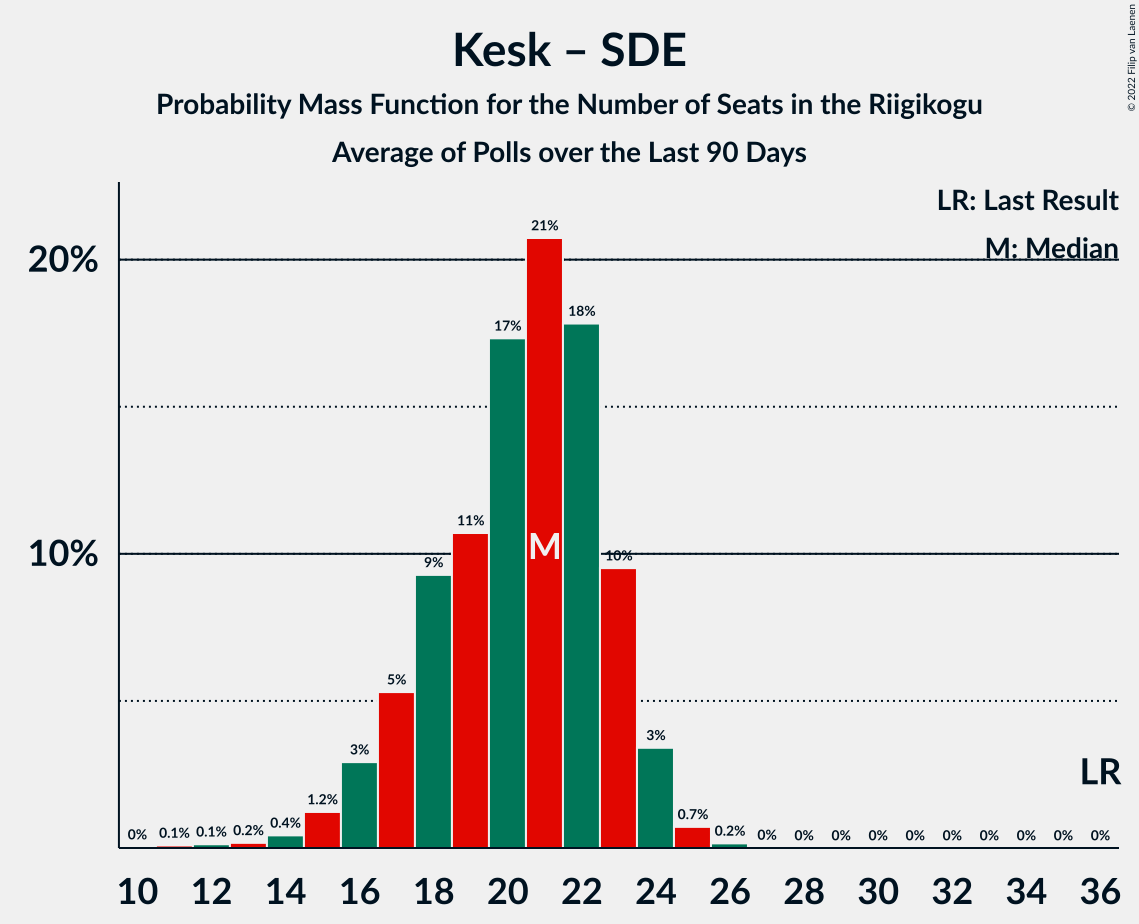 Kesk – SDE
Probability Mass Function for the Number of Seats in the Riigikogu
Average of Polls over the Last 90 Days
© 2022 Filip van Laenen
LR: Last Result
M: Median
20%
10%
0% 0.1% 0.1% 0.2% 0.4% 1.2% 3% 5% 9% 11% 17% 21% 18% 10% 3% 0.7% 0.2% 0% 0% 0% 0% 0% 0% 0% 0% 0% 0%
M
LR
10 12 14 16 18 20 22 24 26 28 30 32 34 36